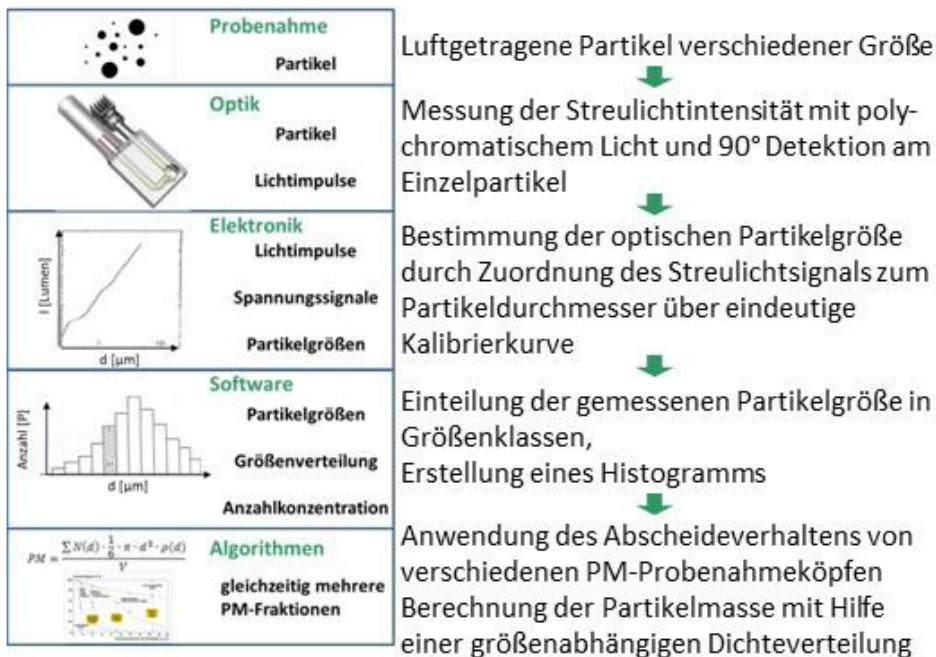 Probenahme
Partikel
Luftgetragene Partikel verschiedener Größe
Optik
Partikel
Lichtimpulse
Messung der Streulichtintensität mit poly-
chromatischem Licht und 90° Detektion am
Einzelpartikel
Elektronik
Lichtimpulse
Spannungssignale
Partikelgrößen
I [Lumen]
d [µm]
Bestimmung der optischen Partikelgröße
durch Zuordnung des Streulichtsignals zum
Partikeldurchmesser über eindeutige
Kalibrierkurve
Software
Partikelgrößen
Größenverteilung
Anzahlkonzentration
Anzahl [P]
d [µm]
Einteilung der gemessenen Partikelgröße in
Größenklassen,
Erstellung eines Histogramms
Algorithmen
gleichzeitig mehrere
PM-Fraktionen
PM = ∑ N(d) · 1/6 · π · d³ · ρ(d) / V
Anwendung des Abscheideverhaltens von
verschiedenen PM-Probenahmeköpfen
Berechnung der Partikelmasse mit Hilfe
einer größenabhängigen Dichteverteilung